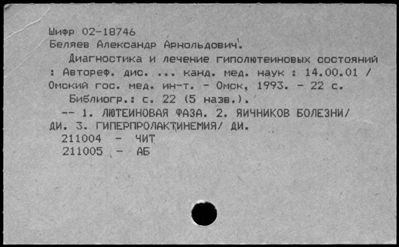 Шифр 02-18746
Беляев Александр Арнольдович.
Диагностика и лечение гиполютеиновых состояний
: Автореф. дис. ... канд. мед. наук : 14.00.01 /
Омский гос. мед. ин-т. - Омск, 1993. - 22 с.
Библиогр.: с. 22 (5 назв.).
-- 1. ЛЮТЕИНОВАЯ ФАЗА. 2. ЯИЧНИКОВ БОЛЕЗНИ/
ДИ. 3. ГИПЕРПРОЛАКТИНЕМИЯ/ ДИ.
211004 - ЧИТ
211005 - АБ